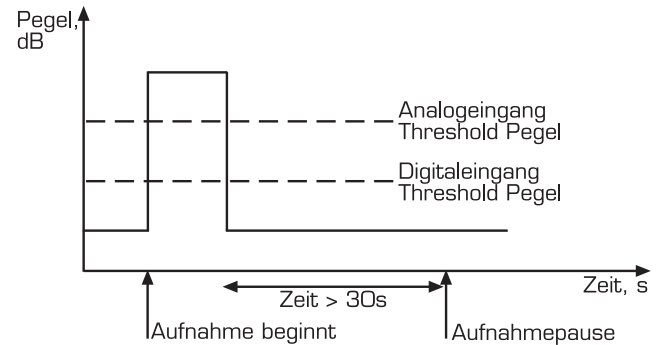 Pegel,
dB
Analogeingang
Threshold Pegel
Digitaleingang
Threshold Pegel
Zeit, s
Zeit > 30s
Aufnahme beginnt
Aufnahmepause